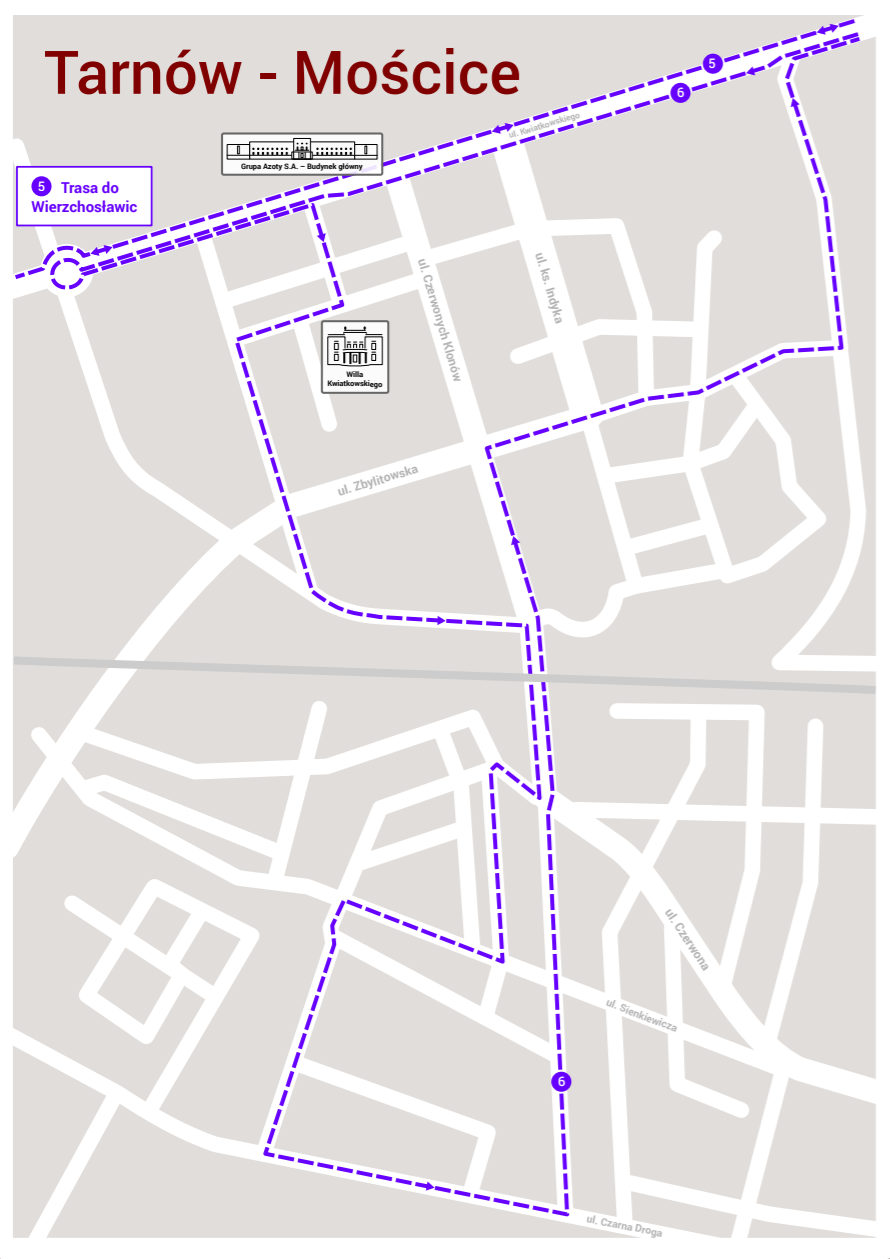 Tarnów - Mościce
5
6
ul. Kwiatkowskiego
Grupa Azoty S.A. – Budynek główny
5 Trasa do
Wierzchosławic
ul. Czerwonych Klonów
ul. ks. Indyka
Willa
Kwiatkowskiego
ul. Zbylitowska
ul. Czerwona
ul. Sienkiewicza
6
ul. Czarna Droga